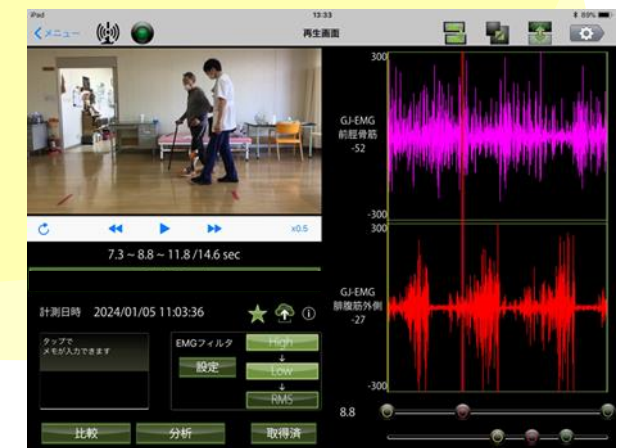 iPad
13:33
89%
メニュー
再生画面
x0.5
7.3 ~ 8.8 ~ 11.8 /14.6 sec
計測日時 2024/01/05 11:03:36
タップで
メモが入力できます
EMGフィルタ
設定
High
↓
Low
↓
RMS
比較
分析
取得済
300
GJ-EMG
前脛骨筋
-52
-300
300
GJ-EMG
腓腹筋外側
-27
-300
8.8